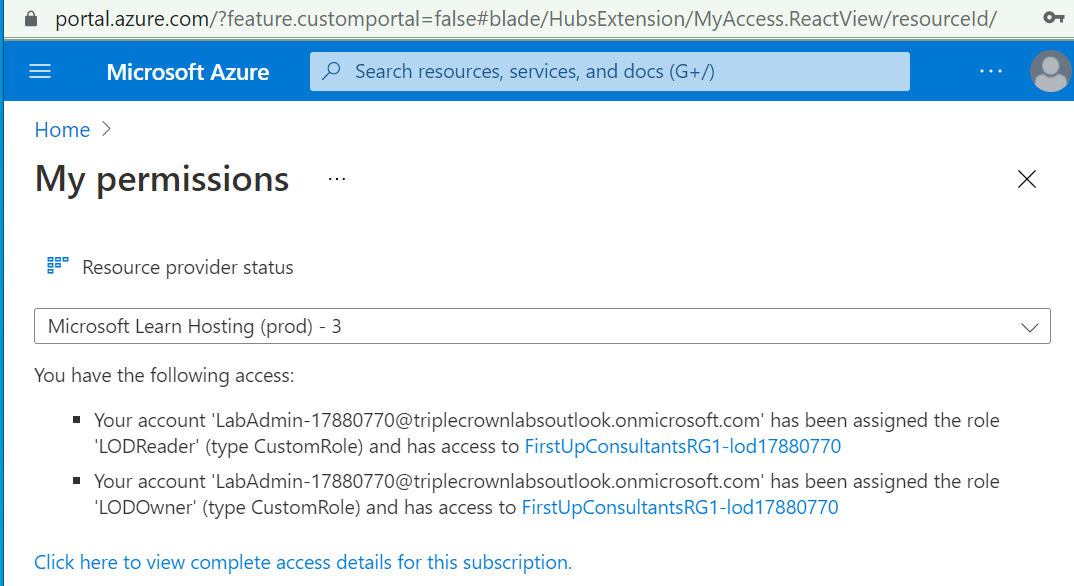 portal.azure.com/?feature.customportal=false#blade/HubsExtension/MyAccess.ReactView/resourceId/
Microsoft Azure
Search resources, services, and docs (G+/)
Home
My permissions
Resource provider status
Microsoft Learn Hosting (prod) - 3
You have the following access:
Your account 'LabAdmin-17880770@triplecrownlabsoutlook.onmicrosoft.com' has been assigned the role
'LODReader' (type CustomRole) and has access to FirstUpConsultantsRG1-lod17880770
Your account 'LabAdmin-17880770@triplecrownlabsoutlook.onmicrosoft.com' has been assigned the role
'LODOwner' (type CustomRole) and has access to FirstUpConsultantsRG1-lod17880770
Click here to view complete access details for this subscription.